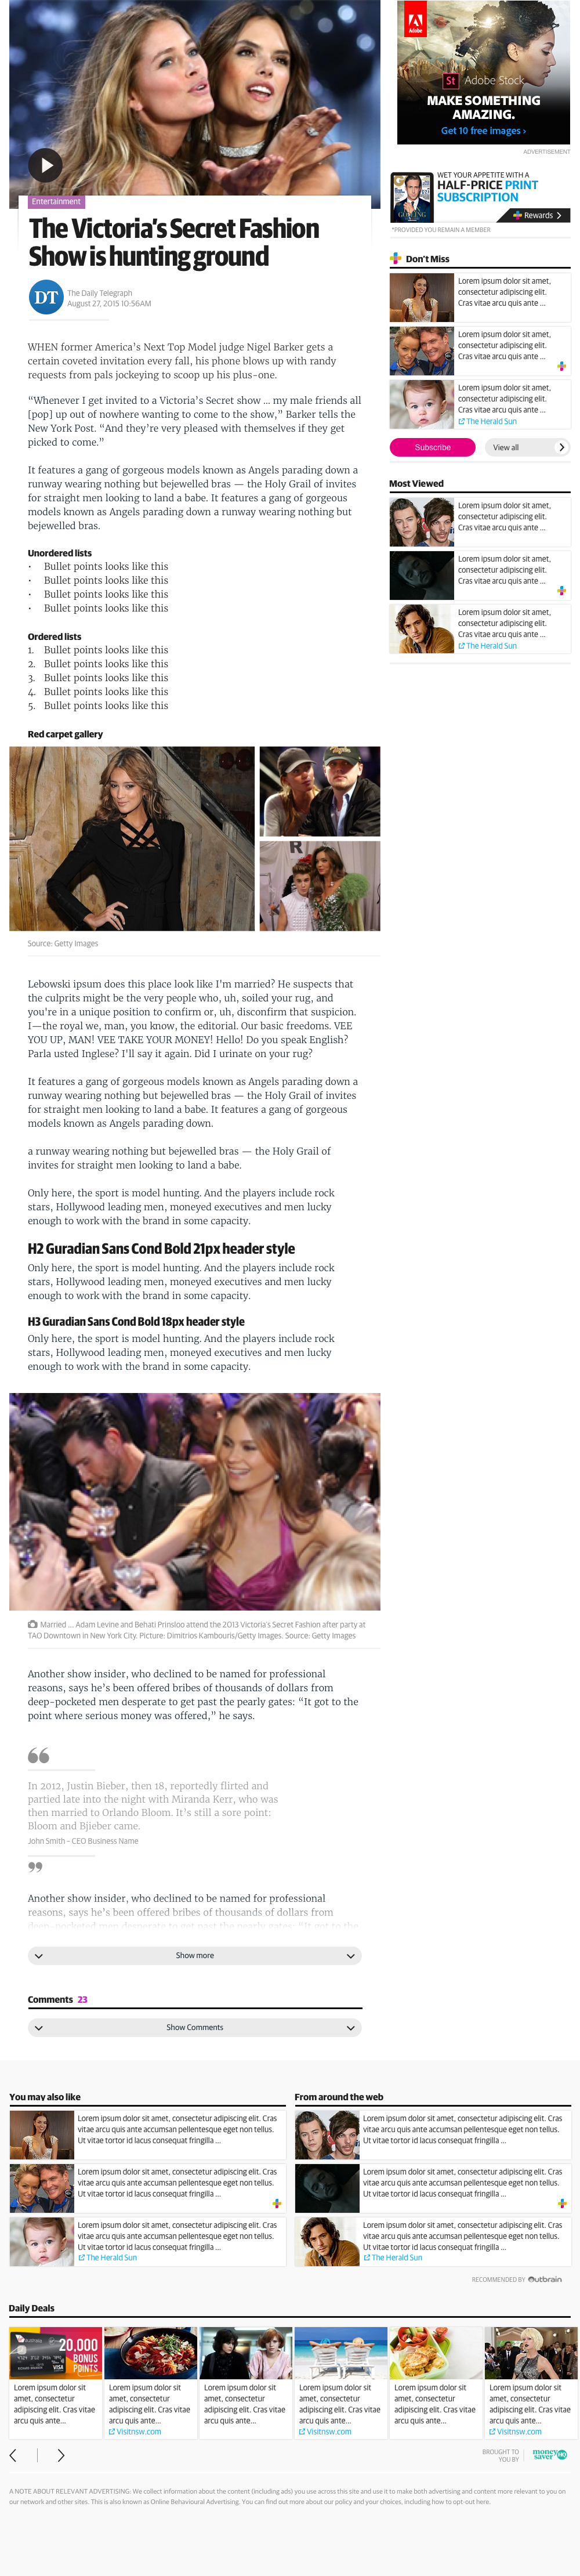 Adobe
St Adobe Stock
MAKE SOMETHING
AMAZING.
Get 10 free images ›
ADVERTISEMENT
WET YOUR APPETITE WITH A
HALF-PRICE PRINT
SUBSCRIPTION
Rewards
*PROVIDED YOU REMAIN A MEMBER
Entertainment
The Victoria's Secret Fashion
Show is hunting ground
DT
The Daily Telegraph
August 27, 2015 10:56AM
WHEN former America’s Next Top Model judge Nigel Barker gets a
certain coveted invitation every fall, his phone blows up with randy
requests from pals jockeying to scoop up his plus-one.
“Whenever I get invited to a Victoria’s Secret show ... my male friends all
[pop] up out of nowhere wanting to come to the show,” Barker tells the
New York Post. “And they’re very pleased with themselves if they get
picked to come.”
It features a gang of gorgeous models known as Angels parading down a
runway wearing nothing but bejewelled bras — the Holy Grail of invites
for straight men looking to land a babe. It features a gang of gorgeous
models known as Angels parading down a runway wearing nothing but
bejewelled bras.
Unordered lists
• Bullet points looks like this
• Bullet points looks like this
• Bullet points looks like this
• Bullet points looks like this
Ordered lists
1. Bullet points looks like this
2. Bullet points looks like this
3. Bullet points looks like this
4. Bullet points looks like this
5. Bullet points looks like this
Red carpet gallery
Source: Getty Images
Lebowski ipsum does this place look like I'm married? He suspects that
the culprits might be the very people who, uh, soiled your rug, and
you're in a unique position to confirm or, uh, disconfirm that suspicion.
I—the royal we, man, you know, the editorial. Our basic freedoms. VEE
YOU UP, MAN! VEE TAKE YOUR MONEY! Hello! Do you speak English?
Parla usted Inglese? I'll say it again. Did I urinate on your rug?
It features a gang of gorgeous models known as Angels parading down a
runway wearing nothing but bejewelled bras — the Holy Grail of invites
for straight men looking to land a babe. It features a gang of gorgeous
models known as Angels parading down.
a runway wearing nothing but bejewelled bras — the Holy Grail of
invites for straight men looking to land a babe.
Only here, the sport is model hunting. And the players include rock
stars, Hollywood leading men, moneyed executives and men lucky
enough to work with the brand in some capacity.
H2 Guradian Sans Cond Bold 21px header style
Only here, the sport is model hunting. And the players include rock
stars, Hollywood leading men, moneyed executives and men lucky
enough to work with the brand in some capacity.
H3 Guradian Sans Cond Bold 18px header style
Only here, the sport is model hunting. And the players include rock
stars, Hollywood leading men, moneyed executives and men lucky
enough to work with the brand in some capacity.
Married ... Adam Levine and Behati Prinsloo attend the 2013 Victoria's Secret Fashion after party at
TAO Downtown in New York City. Picture: Dimitrios Kambouris/Getty Images. Source: Getty Images
Another show insider, who declined to be named for professional
reasons, says he’s been offered bribes of thousands of dollars from
deep-pocketed men desperate to get past the pearly gates: “It got to the
point where serious money was offered,” he says.
“
In 2012, Justin Bieber, then 18, reportedly flirted and
partied late into the night with Miranda Kerr, who was
then married to Orlando Bloom. It’s still a sore point:
Bloom and Bjieber came.
John Smith – CEO Business Name
”
Another show insider, who declined to be named for professional
reasons, says he’s been offered bribes of thousands of dollars from
deep-pocketed men desperate to get past the pearly gates: “It got to the
Show more
Comments 23
Show Comments
Don't Miss
Lorem ipsum dolor sit amet,
consectetur adipiscing elit.
Cras vitae arcu quis ante ...
Lorem ipsum dolor sit amet,
consectetur adipiscing elit.
Cras vitae arcu quis ante ...
Lorem ipsum dolor sit amet,
consectetur adipiscing elit.
Cras vitae arcu quis ante ...
The Herald Sun
Subscribe
View all
Most Viewed
Lorem ipsum dolor sit amet,
consectetur adipiscing elit.
Cras vitae arcu quis ante ...
Lorem ipsum dolor sit amet,
consectetur adipiscing elit.
Cras vitae arcu quis ante ...
Lorem ipsum dolor sit amet,
consectetur adipiscing elit.
Cras vitae arcu quis ante ...
The Herald Sun
You may also like
Lorem ipsum dolor sit amet, consectetur adipiscing elit. Cras
vitae arcu quis ante accumsan pellentesque eget non tellus.
Ut vitae tortor id lacus consequat fringilla ...
Lorem ipsum dolor sit amet, consectetur adipiscing elit. Cras
vitae arcu quis ante accumsan pellentesque eget non tellus.
Ut vitae tortor id lacus consequat fringilla ...
Lorem ipsum dolor sit amet, consectetur adipiscing elit. Cras
vitae arcu quis ante accumsan pellentesque eget non tellus.
Ut vitae tortor id lacus consequat fringilla ...
The Herald Sun
From around the web
Lorem ipsum dolor sit amet, consectetur adipiscing elit. Cras
vitae arcu quis ante accumsan pellentesque eget non tellus.
Ut vitae tortor id lacus consequat fringilla ...
Lorem ipsum dolor sit amet, consectetur adipiscing elit. Cras
vitae arcu quis ante accumsan pellentesque eget non tellus.
Ut vitae tortor id lacus consequat fringilla ...
Lorem ipsum dolor sit amet, consectetur adipiscing elit. Cras
vitae arcu quis ante accumsan pellentesque eget non tellus.
Ut vitae tortor id lacus consequat fringilla ...
The Herald Sun
RECOMMENDED BY Outbrain
Daily Deals
20,000
BONUS
POINTS
VISA
Lorem ipsum dolor sit
amet, consectetur
adipiscing elit. Cras vitae
arcu quis ante...
Lorem ipsum dolor sit
amet, consectetur
adipiscing elit. Cras vitae
arcu quis ante...
Visitnsw.com
Lorem ipsum dolor sit
amet, consectetur
adipiscing elit. Cras vitae
arcu quis ante...
Lorem ipsum dolor sit
amet, consectetur
adipiscing elit. Cras vitae
arcu quis ante...
Visitnsw.com
Lorem ipsum dolor sit
amet, consectetur
adipiscing elit. Cras vitae
arcu quis ante...
Lorem ipsum dolor sit
amet, consectetur
adipiscing elit. Cras vitae
arcu quis ante...
Visitnsw.com
BROUGHT TO
YOU BY
money
saver HQ
A NOTE ABOUT RELEVANT ADVERTISING: We collect information about the content (including ads) you use across this site and use it to make both advertising and content more relevant to you on
our network and other sites. This is also known as Online Behavioural Advertising. You can find out more about our policy and your choices, including how to opt-out here.